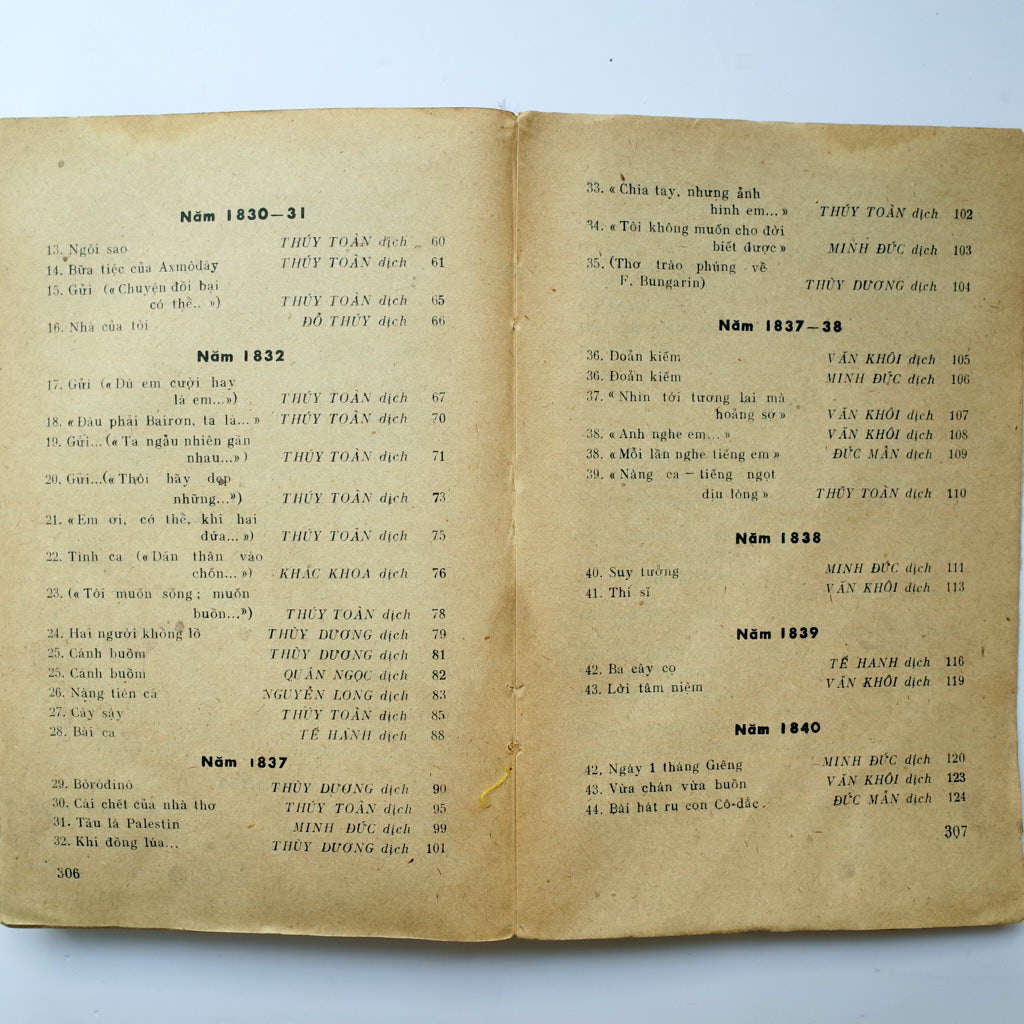 Năm 1830—31
13. Ngôi sao THÚY TOÀN dịch 60
14. Bữa tiệc của Axmôđây THÚY TOÀN dịch 61
15. Gửi («Chuyện đôi bại
có thể.. ») THÚY TOÀN dịch 65
16. Nhà của tôi ĐỖ THÚY dịch 66
Năm 1832
17. Gửi («Dù em cười hay
là em...») THÚY TOÀN dịch 67
18. «Đâu phải Bairơn, ta là... » THÚY TOÀN dịch 70
19. Gửi... («Ta ngẫu nhiên gần
nhau...») THÚY TOÀN dịch 71
20. Gửi...(«Thôi hãy dẹp
những...») THÚY TOÀN dịch 73
21. «Em ơi, có thể, khi hai
đứa...») THÚY TOÀN dịch 75
22. Tình ca («Dấn thân vào
chốn...») KHẮC KHOA dịch 76
23. («Tôi muốn sống; muốn
buồn...») THÚY TOÀN dịch 78
24. Hai người khổng lồ THÙY DƯƠNG dịch 79
25. Cánh buồm THÙY DƯƠNG dịch 81
25. Cánh buồm QUÂN NGỌC dịch 82
26. Nàng tiên cá NGUYỄN LONG dịch 83
27. Cây sậy THÚY TOÀN dịch 85
28. Bài ca TẾ HANH dịch 88
Năm 1837
29. Bôrôđinô THÙY DƯƠNG dịch 90
30. Cái chết của nhà thơ THÚY TOÀN dịch 95
31. Tầu lá Palestin MINH ĐỨC dịch 99
32. Khi đồng lúa... THÙY DƯƠNG dịch 101
306
33. «Chia tay, nhưng ảnh
hình em...» THÚY TOÀN dịch 102
34. «Tôi không muốn cho đời
biết được» MINH ĐỨC dịch 103
35. (Thơ trào phúng về
F. Bungarin) THÙY DƯƠNG dịch 104
Năm 1837—38
36. Đoản kiếm VĂN KHÔI dịch 105
36. Đoản kiếm MINH ĐỨC dịch 106
37. «Nhìn tới tương lai mà
hoảng sợ» VĂN KHÔI dịch 107
38. «Anh nghe em... » VĂN KHÔI dịch 108
38. «Mỗi lần nghe tiếng em» ĐỨC MẪN dịch 109
39. «Nàng ca — tiếng ngọt
dịu lòng» THÚY TOÀN dịch 110
Năm 1838
40. Suy tưởng MINH ĐỨC dịch 111
41. Thi sĩ VĂN KHÔI dịch 113
Năm 1839
42. Ba cây cọ TẾ HANH dịch 116
43. Lời tâm niệm VĂN KHÔI dịch 119
Năm 1840
42, Ngày 1 tháng Giêng MINH ĐỨC dịch 120
43. Vừa chán vừa buồn VĂN KHÔI dịch 123
44. Bài hát ru con Cô-dắc. ĐỨC MẪN dịch 124
307